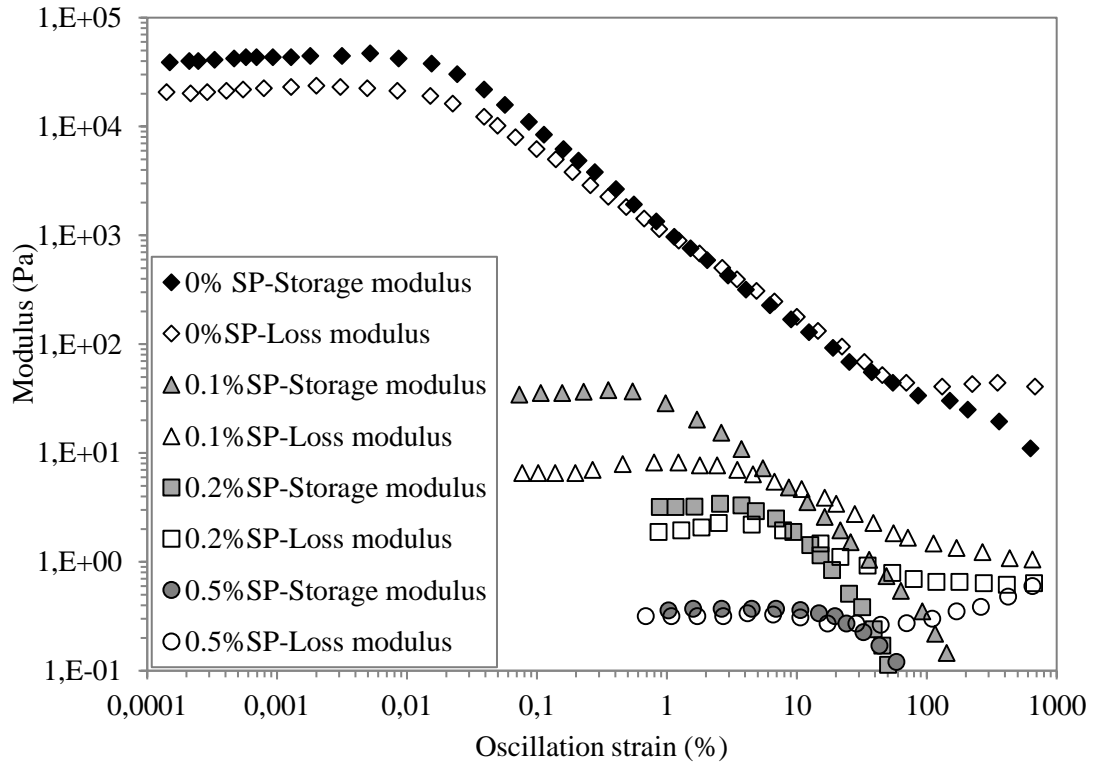 1,E+05
1,E+04
1,E+03
1,E+02
1,E+01
1,E+00
1,E-01
Modulus (Pa)
0% SP-Storage modulus
0%SP-Loss modulus
0.1%SP-Storage modulus
0.1%SP-Loss modulus
0.2%SP-Storage modulus
0.2%SP-Loss modulus
0.5%SP-Storage modulus
0.5%SP-Loss modulus
0,0001 0,001 0,01 0,1 1 10 100 1000
Oscillation strain (%)